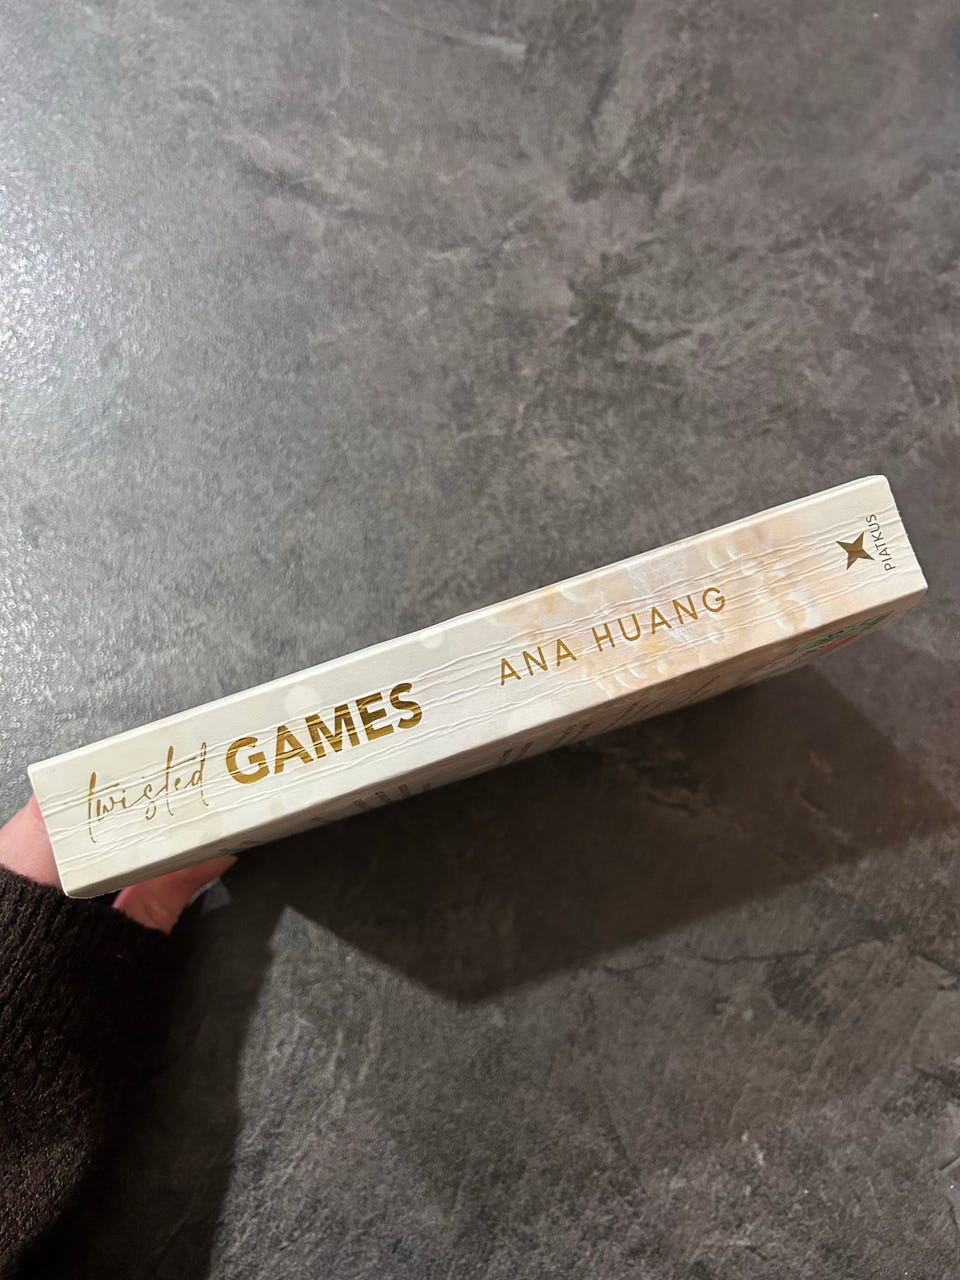 twisted GAMES
ANA HUANG
PIATKUS